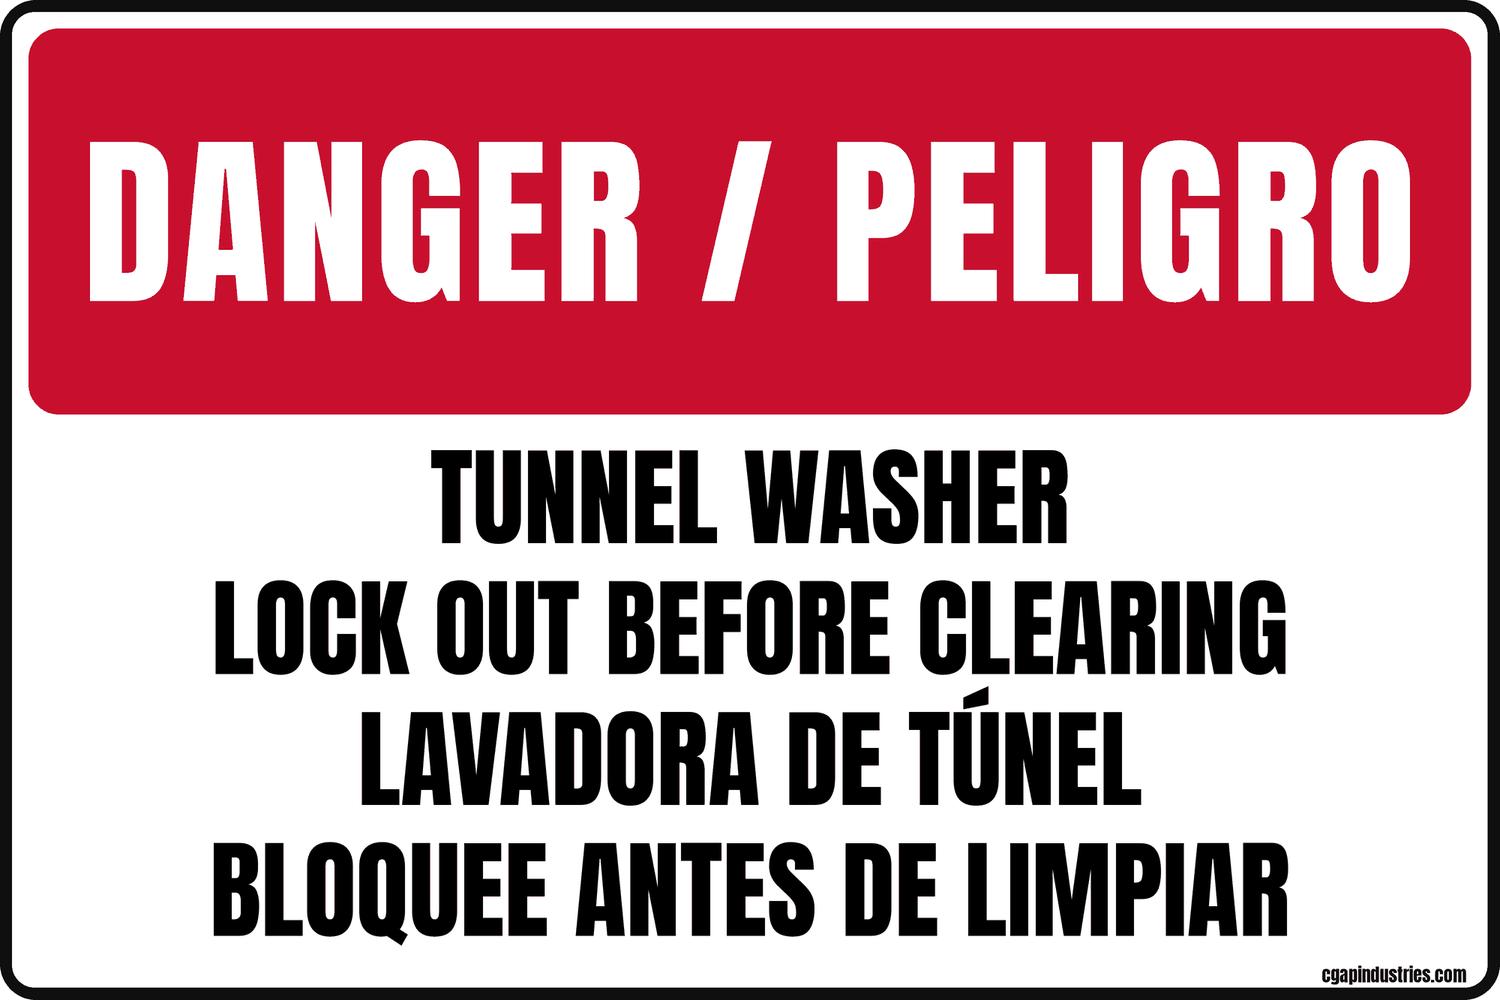 DANGER / PELIGRO
TUNNEL WASHER
LOCK OUT BEFORE CLEARING
LAVADORA DE TÚNEL
BLOQUEE ANTES DE LIMPIAR
cgapindustries.com